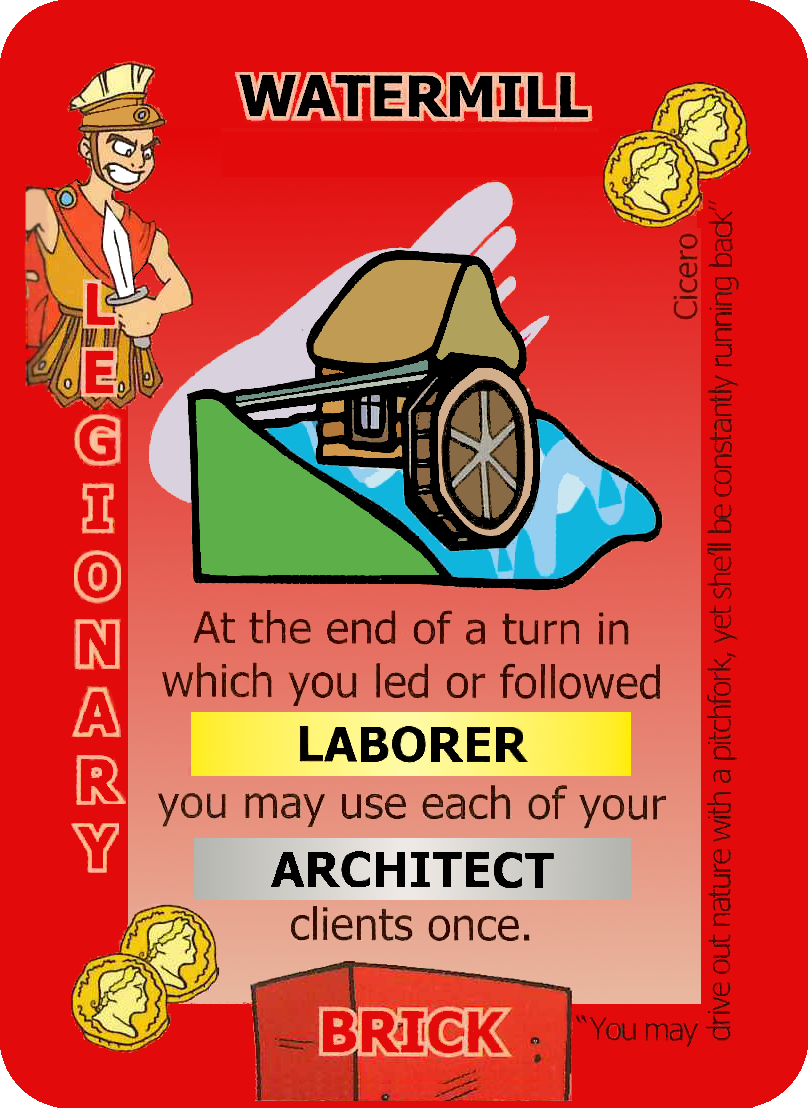 WATERMILL
LEGIONARY
At the end of a turn in
which you led or followed
LABORER
you may use each of your
ARCHITECT
clients once.
BRICK
“You may
drive out nature with a pitchfork, yet she'll be constantly running back”
Cicero